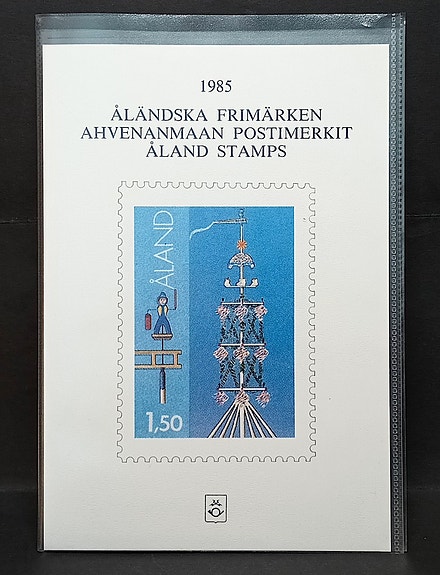 1985
ÅLÄNDSKA FRIMÄRKEN
AHVENANMAAN POSTIMERKIT
ÅLAND STAMPS
ÅLAND
1,50